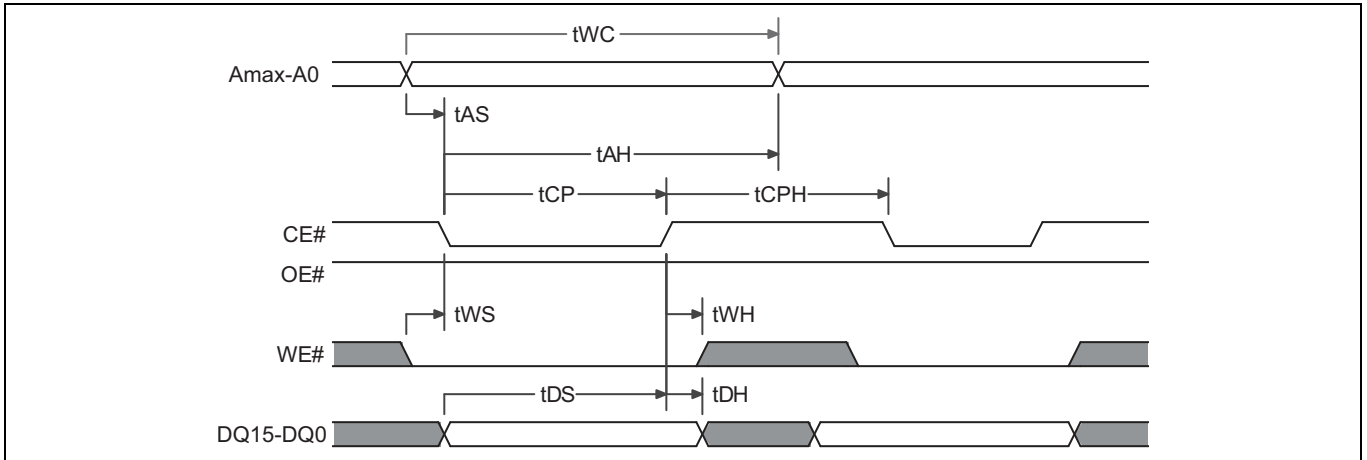 tWC
Amax-A0
tAS
tAH
tCP
tCPH
CE#
OE#
tWS
tWH
WE#
tDS
tDH
DQ15-DQ0